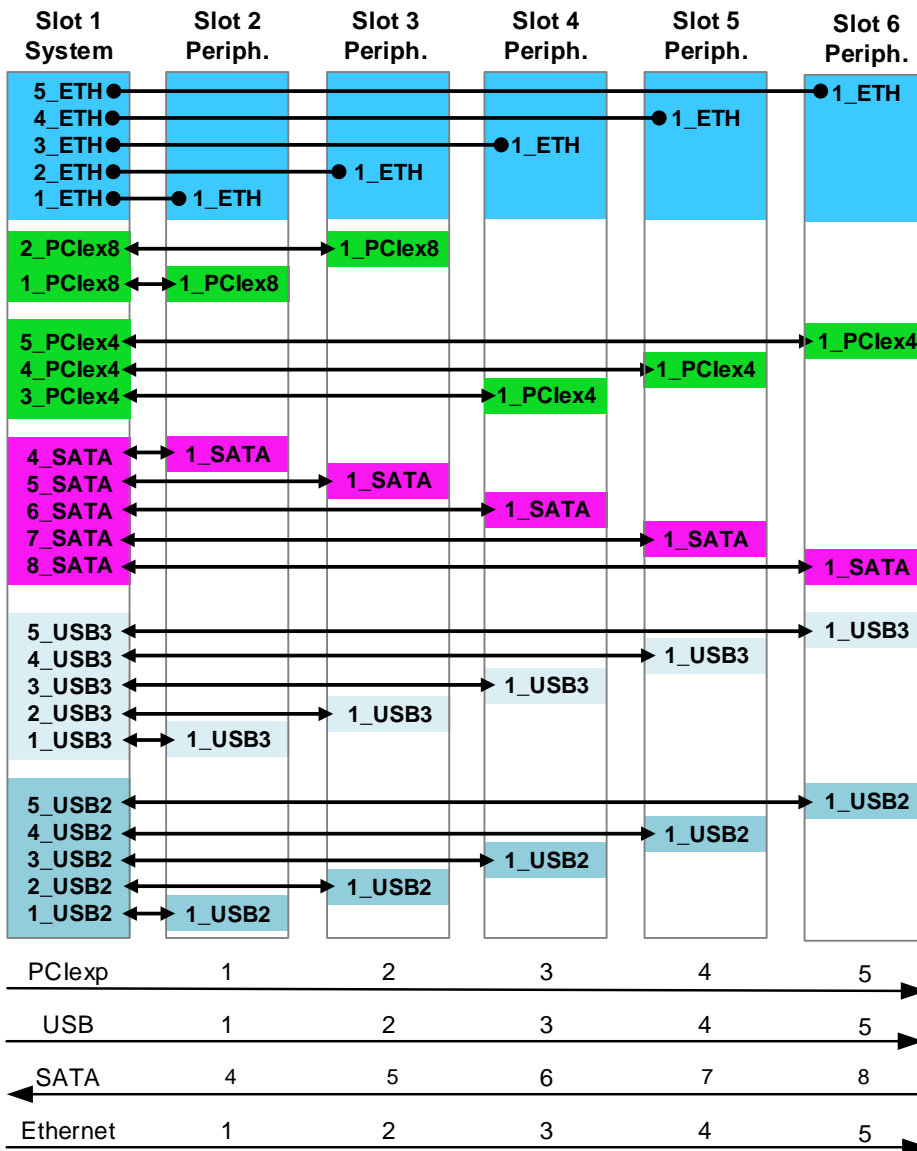 Slot 1 Slot 2 Slot 3 Slot 4 Slot 5 Slot 6
System Periph. Periph. Periph. Periph. Periph.
5_ETH 1_ETH
4_ETH 1_ETH
3_ETH 1_ETH
2_ETH 1_ETH
1_ETH 1_ETH
2_PCIex8 1_PCIex8
1_PCIex8 1_PCIex8
5_PCIex4 1_PCIex4
4_PCIex4 1_PCIex4
3_PCIex4 1_PCIex4
4_SATA 1_SATA
5_SATA 1_SATA
6_SATA 1_SATA
7_SATA 1_SATA
8_SATA 1_SATA
5_USB3 1_USB3
4_USB3 1_USB3
3_USB3 1_USB3
2_USB3 1_USB3
1_USB3 1_USB3
5_USB2 1_USB2
4_USB2 1_USB2
3_USB2 1_USB2
2_USB2 1_USB2
1_USB2 1_USB2
PCIexp 1 2 3 4 5
USB 1 2 3 4 5
SATA 4 5 6 7 8
Ethernet 1 2 3 4 5